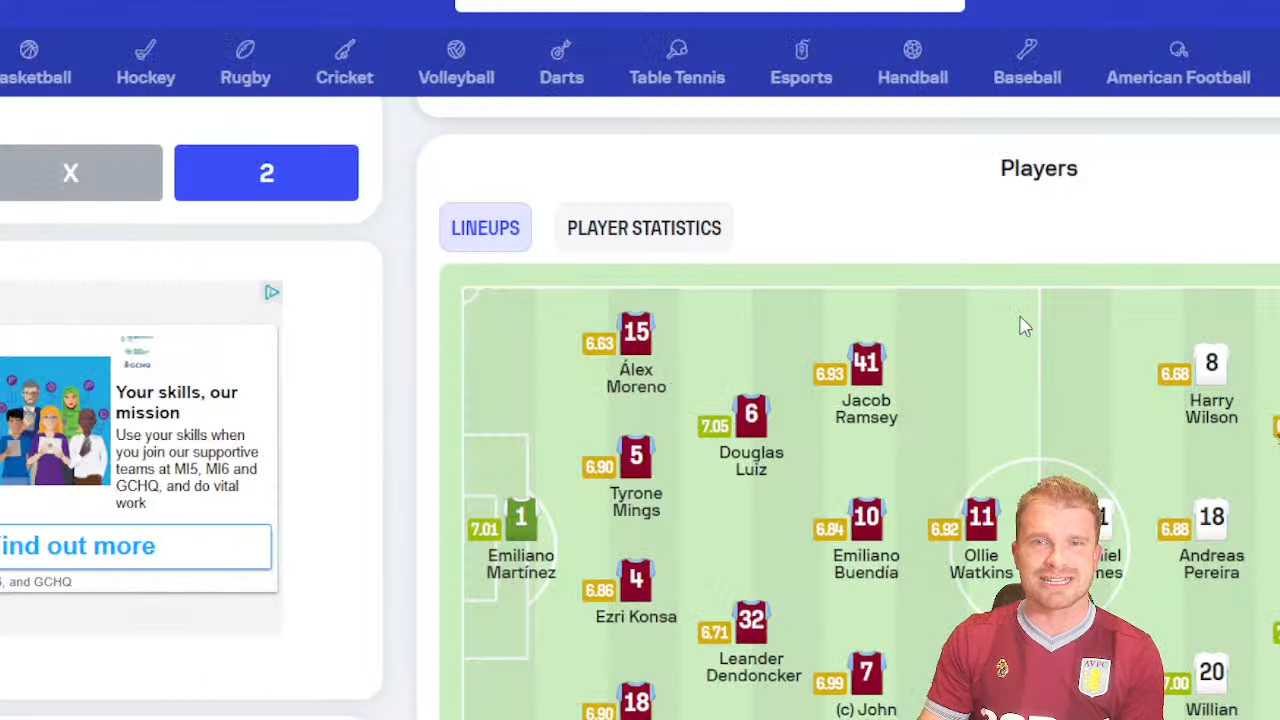 asketball
Hockey
Rugby
Cricket
Volleyball
Darts
Table Tennis
Esports
Handball
Baseball
American Football
X
2
Players
LINEUPS
PLAYER STATISTICS
GCHQ
Your skills, our
mission
Use your skills when
you join our supportive
teams at MI5, MI6 and
GCHQ, and do vital
work
ind out more
, and GCHQ
15
6.63
Álex
Moreno
5
6.90
Tyrone
Mings
1
7.01
Emiliano
Martínez
4
6.86
Ezri Konsa
18
6.90
6
7.05
Douglas
Luiz
32
6.71
Leander
Dendoncker
41
6.93
Jacob
Ramsey
10
6.84
Emiliano
Buendía
7
6.99
(c) John
11
6.92
Ollie
Watkins
1
iel
mes
8
6.68
Harry
Wilson
18
6.88
Andreas
Pereira
20
7.00
Willian
AVFC